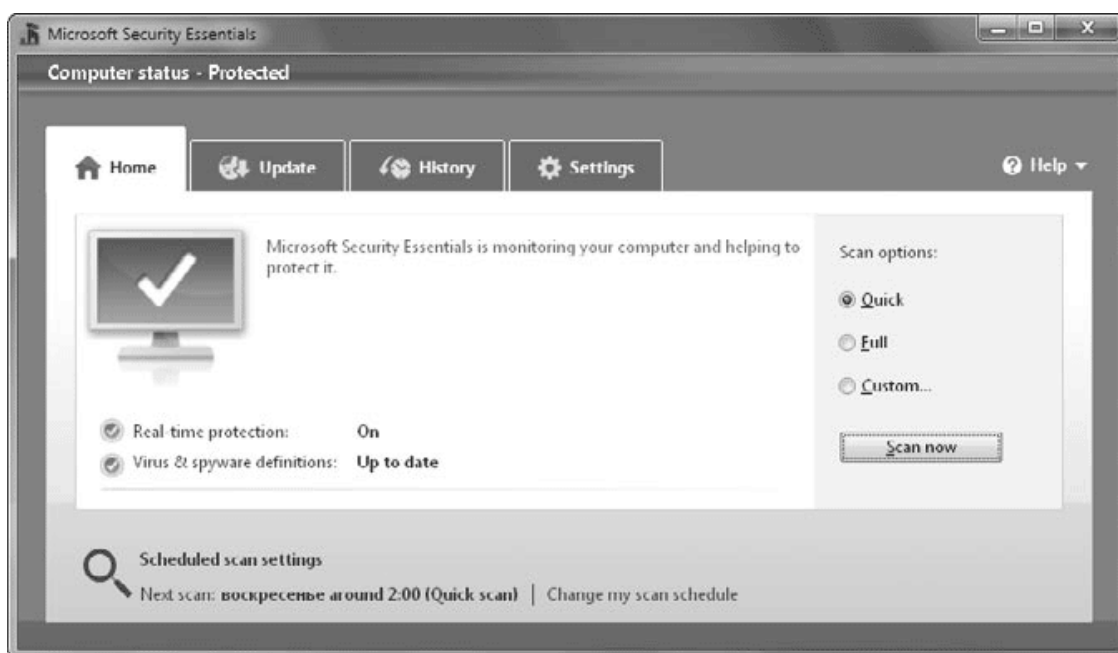 Microsoft Security Essentials
Computer status - Protected
Home
Update
History
Settings
Help
Microsoft Security Essentials is monitoring your computer and helping to
protect it.
Scan options:
Quick
Full
Custom...
Scan now
Real-time protection: On
Virus & spyware definitions: Up to date
Scheduled scan settings
Next scan: воскресенье around 2:00 (Quick scan) | Change my scan schedule